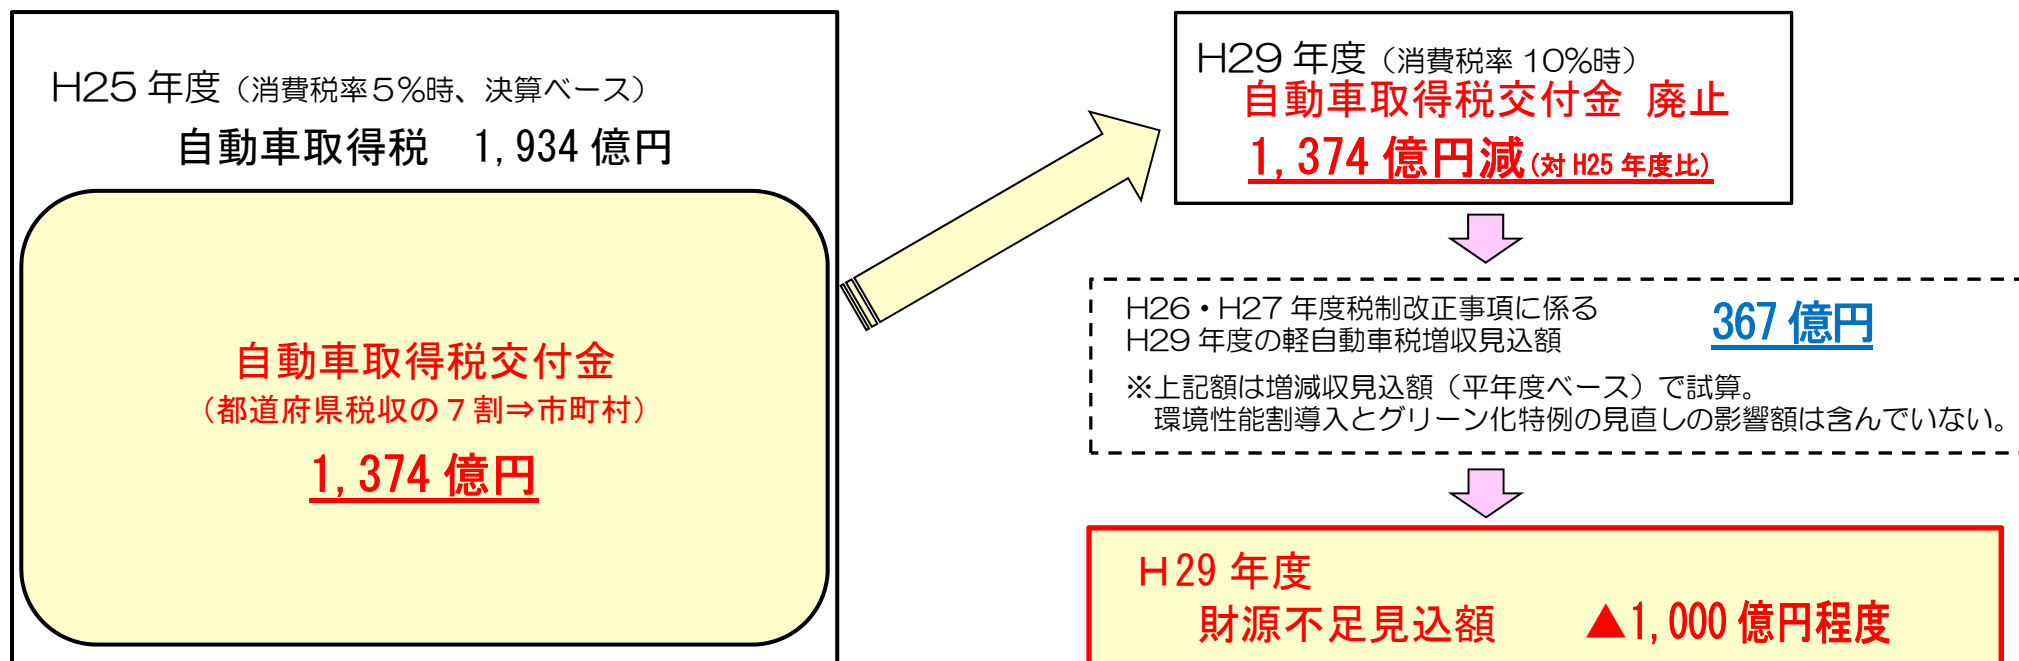 H25 年度（消費税率５％時、決算ベース）
自動車取得税　1,934 億円
自動車取得税交付金
（都道府県税収の７割⇒市町村）
1,374 億円
H29 年度（消費税率 10％時）
自動車取得税交付金 廃止
1,374 億円減（対 H25 年度比）
H26・H27 年度税制改正事項に係る
H29 年度の軽自動車税増収見込額　367 億円
※上記額は増減収見込額（平年度ベース）で試算。
環境性能割導入とグリーン化特例の見直しの影響額は含んでいない。
Ｈ29 年度
財源不足見込額　▲1,000 億円程度